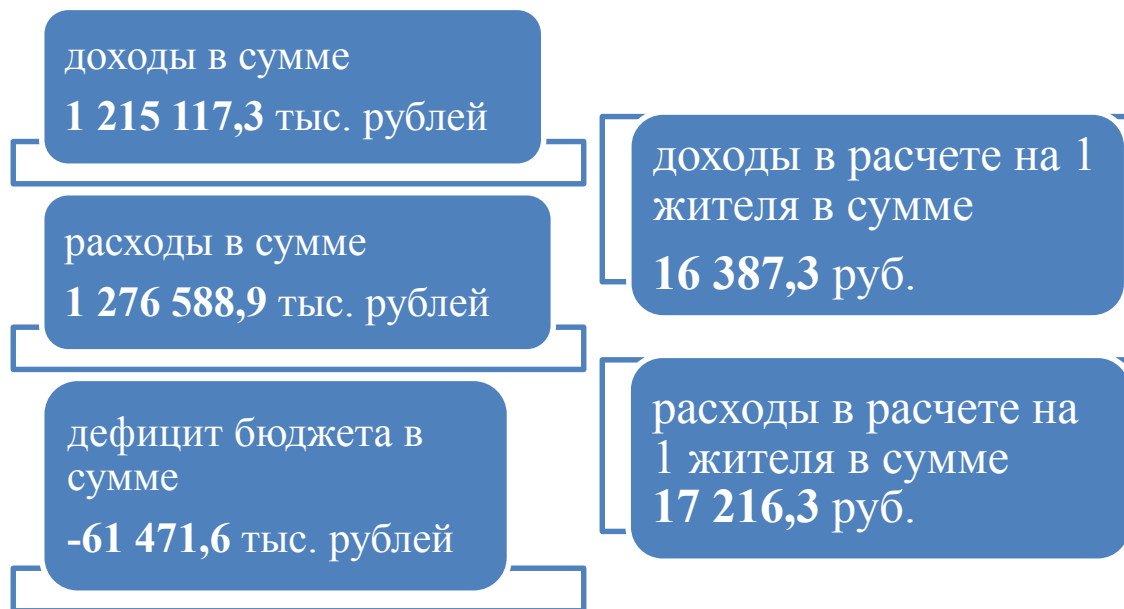 доходы в сумме
1 215 117,3 тыс. рублей
расходы в сумме
1 276 588,9 тыс. рублей
дефицит бюджета в
сумме
-61 471,6 тыс. рублей
доходы в расчете на 1
жителя в сумме
16 387,3 руб.
расходы в расчете на
1 жителя в сумме
17 216,3 руб.